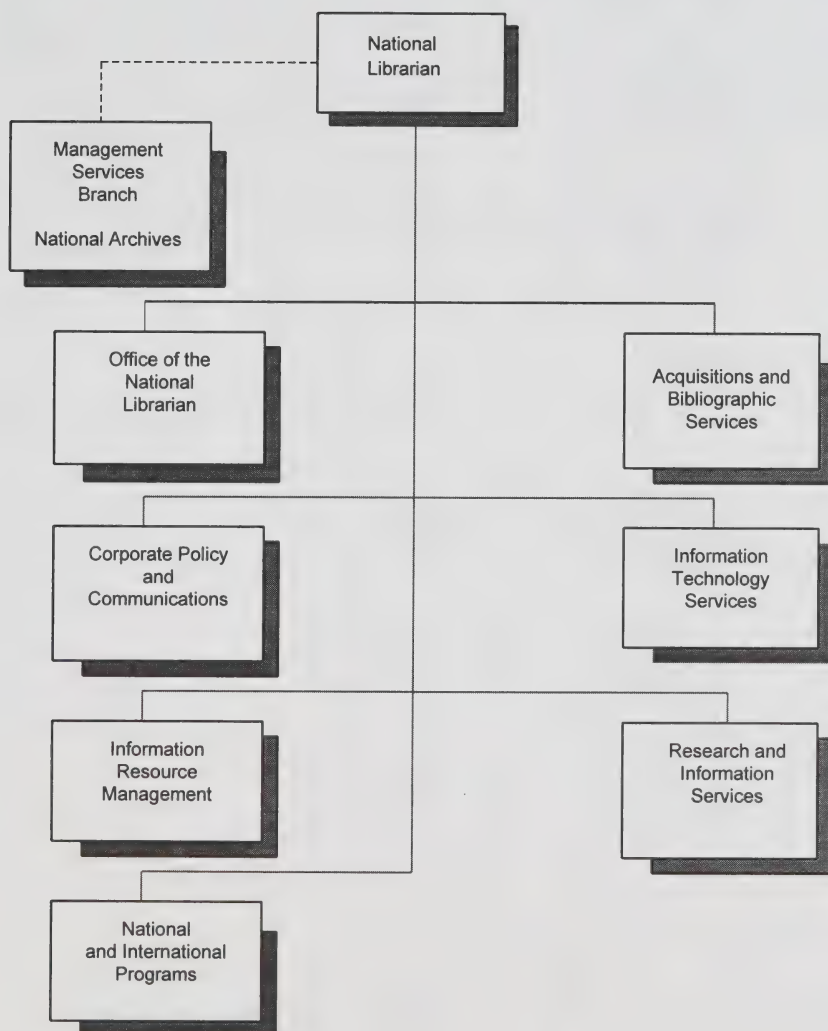 National
Librarian
Management
Services
Branch
National Archives
Office of the
National
Librarian
Acquisitions and
Bibliographic
Services
Corporate Policy
and
Communications
Information
Technology
Services
Information
Resource
Management
Research and
Information
Services
National
and International
Programs